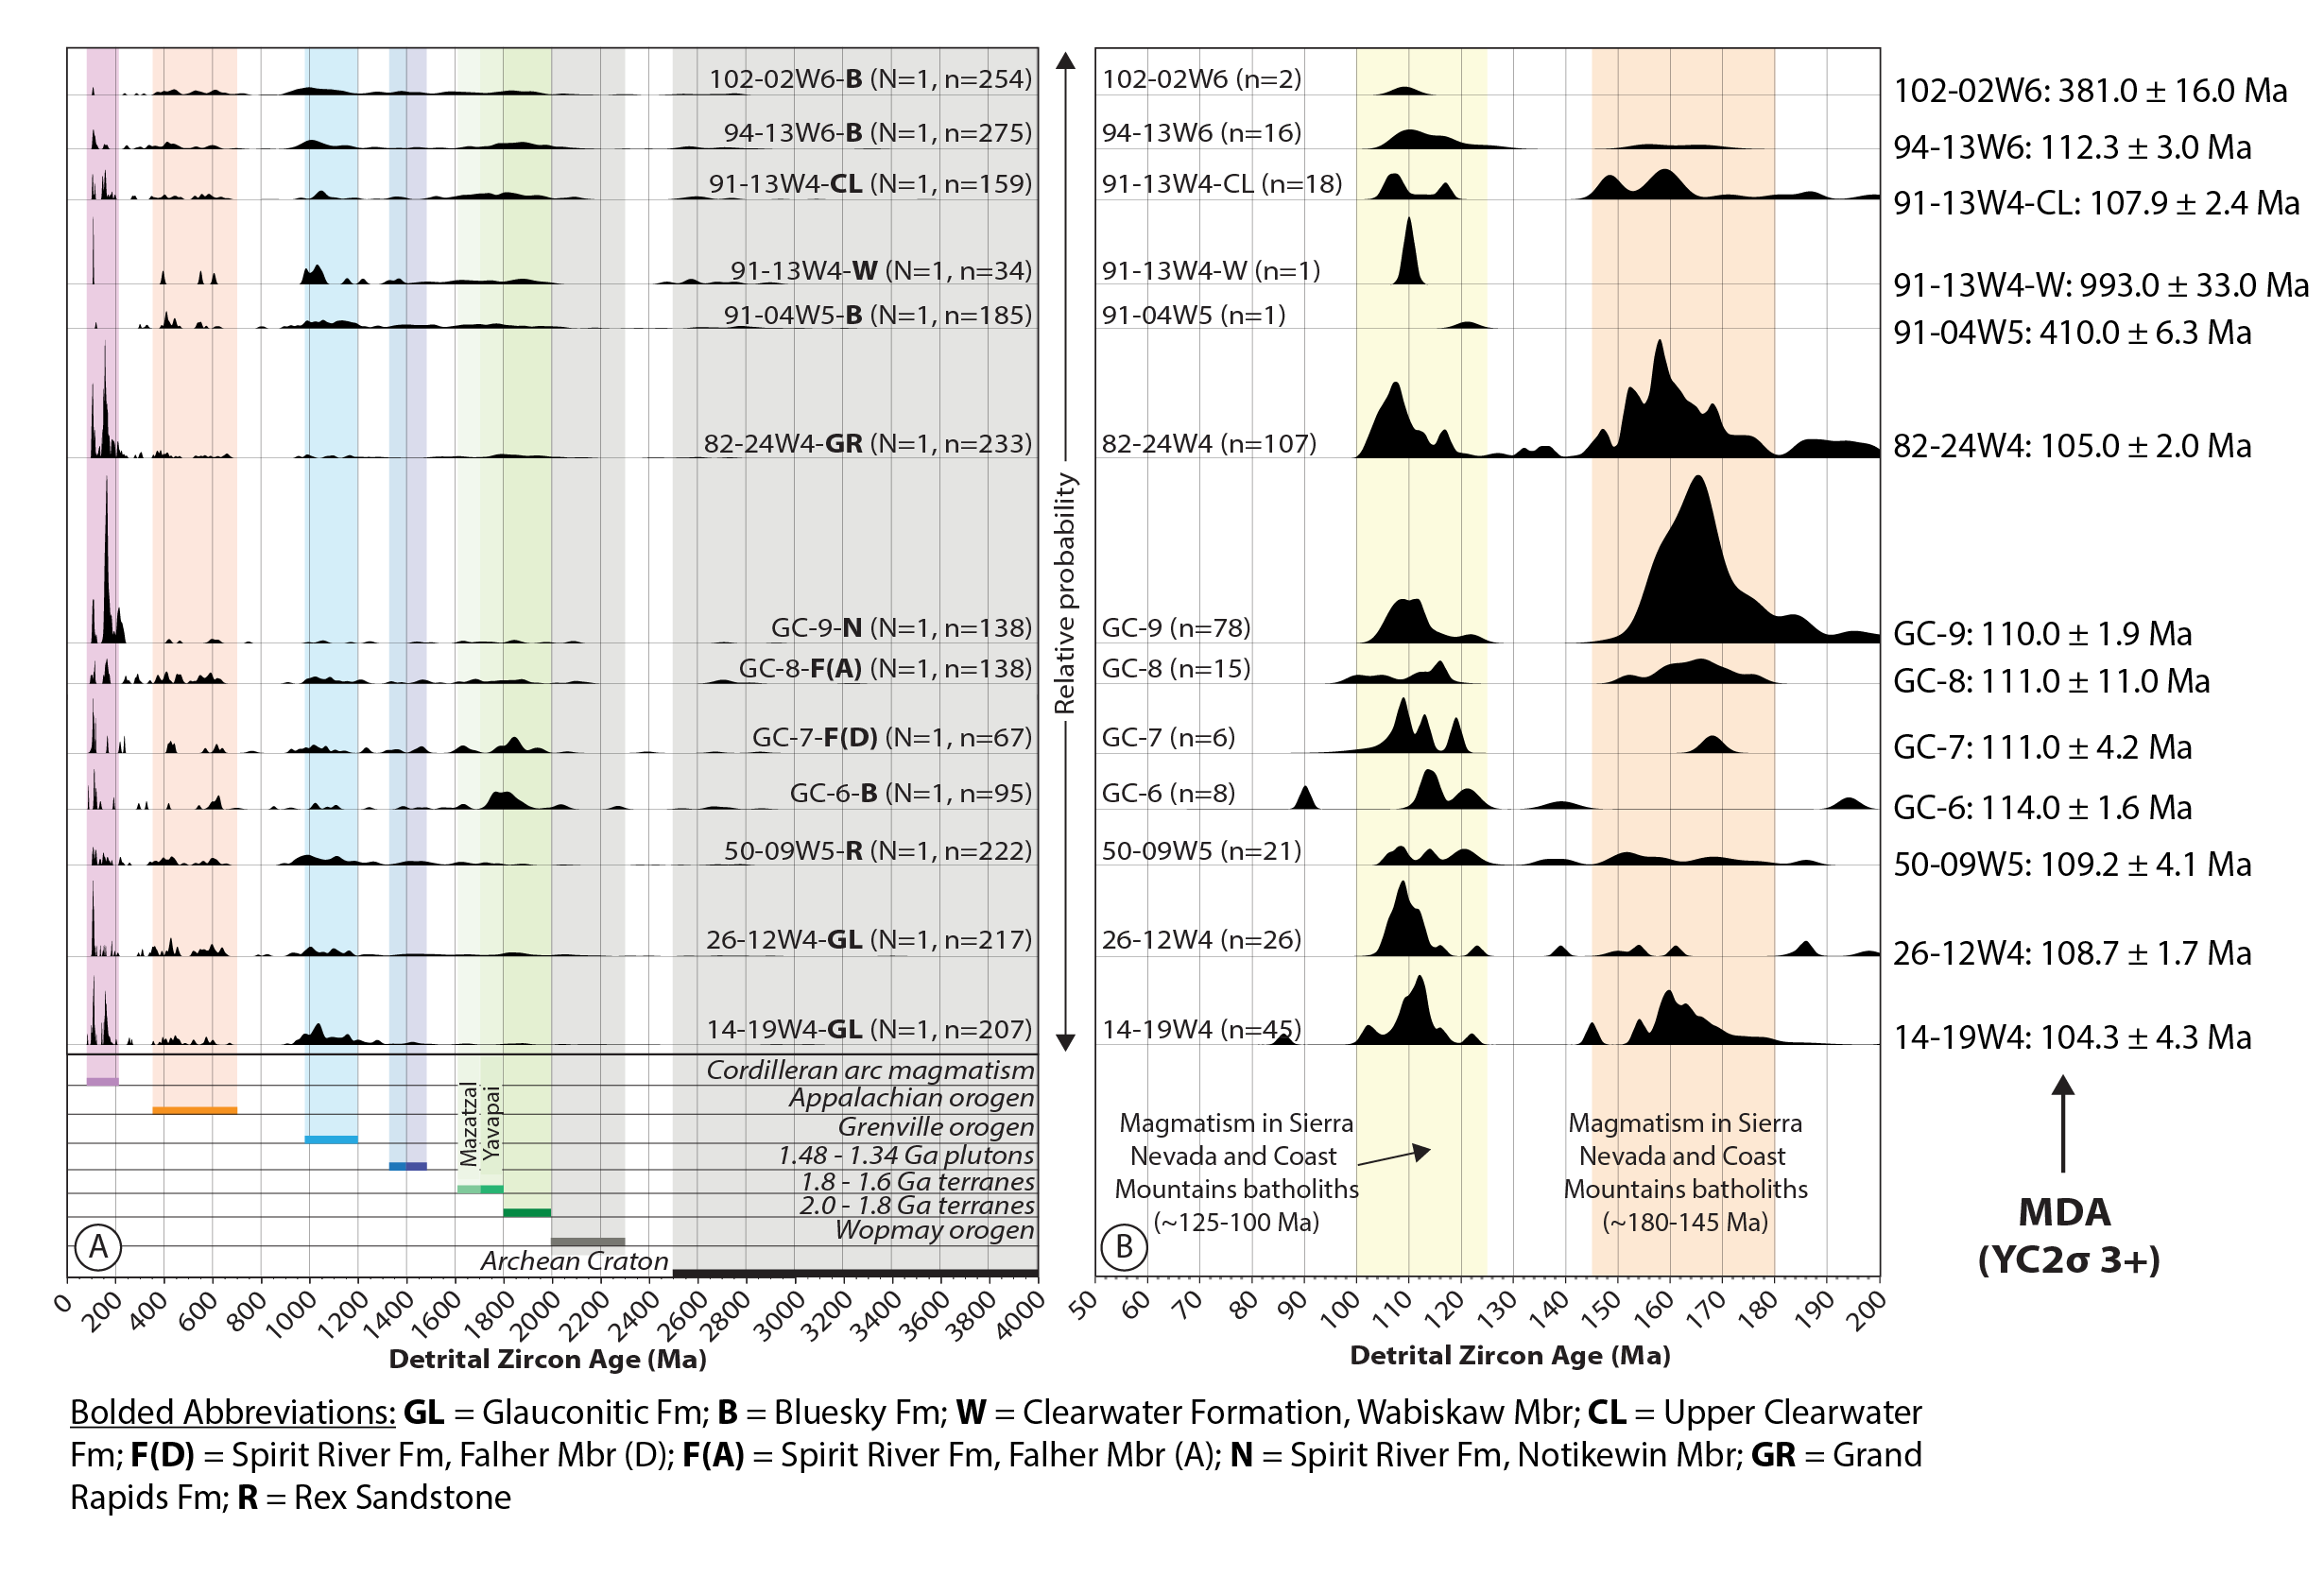 102-02W6-B (N=1, n=254)
94-13W6-B (N=1, n=275)
91-13W4-CL (N=1, n=159)
91-13W4-W (N=1, n=34)
91-04W5-B (N=1, n=185)
82-24W4-GR (N=1, n=233)
GC-9-N (N=1, n=138)
GC-8-F(A) (N=1, n=138)
GC-7-F(D) (N=1, n=67)
GC-6-B (N=1, n=95)
50-09W5-R (N=1, n=222)
26-12W4-GL (N=1, n=217)
14-19W4-GL (N=1, n=207)
Cordilleran arc magmatism
Appalachian orogen
Grenville orogen
1.48 - 1.34 Ga plutons
1.8 - 1.6 Ga terranes
2.0 - 1.8 Ga terranes
Wopmay orogen
Archean Craton
Mazatzal
Yavapai
A
0 200 400 600 800 1000 1200 1400 1600 1800 2000 2200 2400 2600 2800 3000 3200 3400 3600 3800 4000
Detrital Zircon Age (Ma)
Relative probability
102-02W6 (n=2)
94-13W6 (n=16)
91-13W4-CL (n=18)
91-13W4-W (n=1)
91-04W5 (n=1)
82-24W4 (n=107)
GC-9 (n=78)
GC-8 (n=15)
GC-7 (n=6)
GC-6 (n=8)
50-09W5 (n=21)
26-12W4 (n=26)
14-19W4 (n=45)
Magmatism in Sierra
Nevada and Coast
Mountains batholiths
(~125-100 Ma)
Magmatism in Sierra
Nevada and Coast
Mountains batholiths
(~180-145 Ma)
B
50 60 70 80 90 100 110 120 130 140 150 160 170 180 190 200
Detrital Zircon Age (Ma)
102-02W6: 381.0 ± 16.0 Ma
94-13W6: 112.3 ± 3.0 Ma
91-13W4-CL: 107.9 ± 2.4 Ma
91-13W4-W: 993.0 ± 33.0 Ma
91-04W5: 410.0 ± 6.3 Ma
82-24W4: 105.0 ± 2.0 Ma
GC-9: 110.0 ± 1.9 Ma
GC-8: 111.0 ± 11.0 Ma
GC-7: 111.0 ± 4.2 Ma
GC-6: 114.0 ± 1.6 Ma
50-09W5: 109.2 ± 4.1 Ma
26-12W4: 108.7 ± 1.7 Ma
14-19W4: 104.3 ± 4.3 Ma
MDA
(YC2σ 3+)
Bolded Abbreviations: GL = Glauconitic Fm; B = Bluesky Fm; W = Clearwater Formation, Wabiskaw Mbr; CL = Upper Clearwater
Fm; F(D) = Spirit River Fm, Falher Mbr (D); F(A) = Spirit River Fm, Falher Mbr (A); N = Spirit River Fm, Notikewin Mbr; GR = Grand
Rapids Fm; R = Rex Sandstone